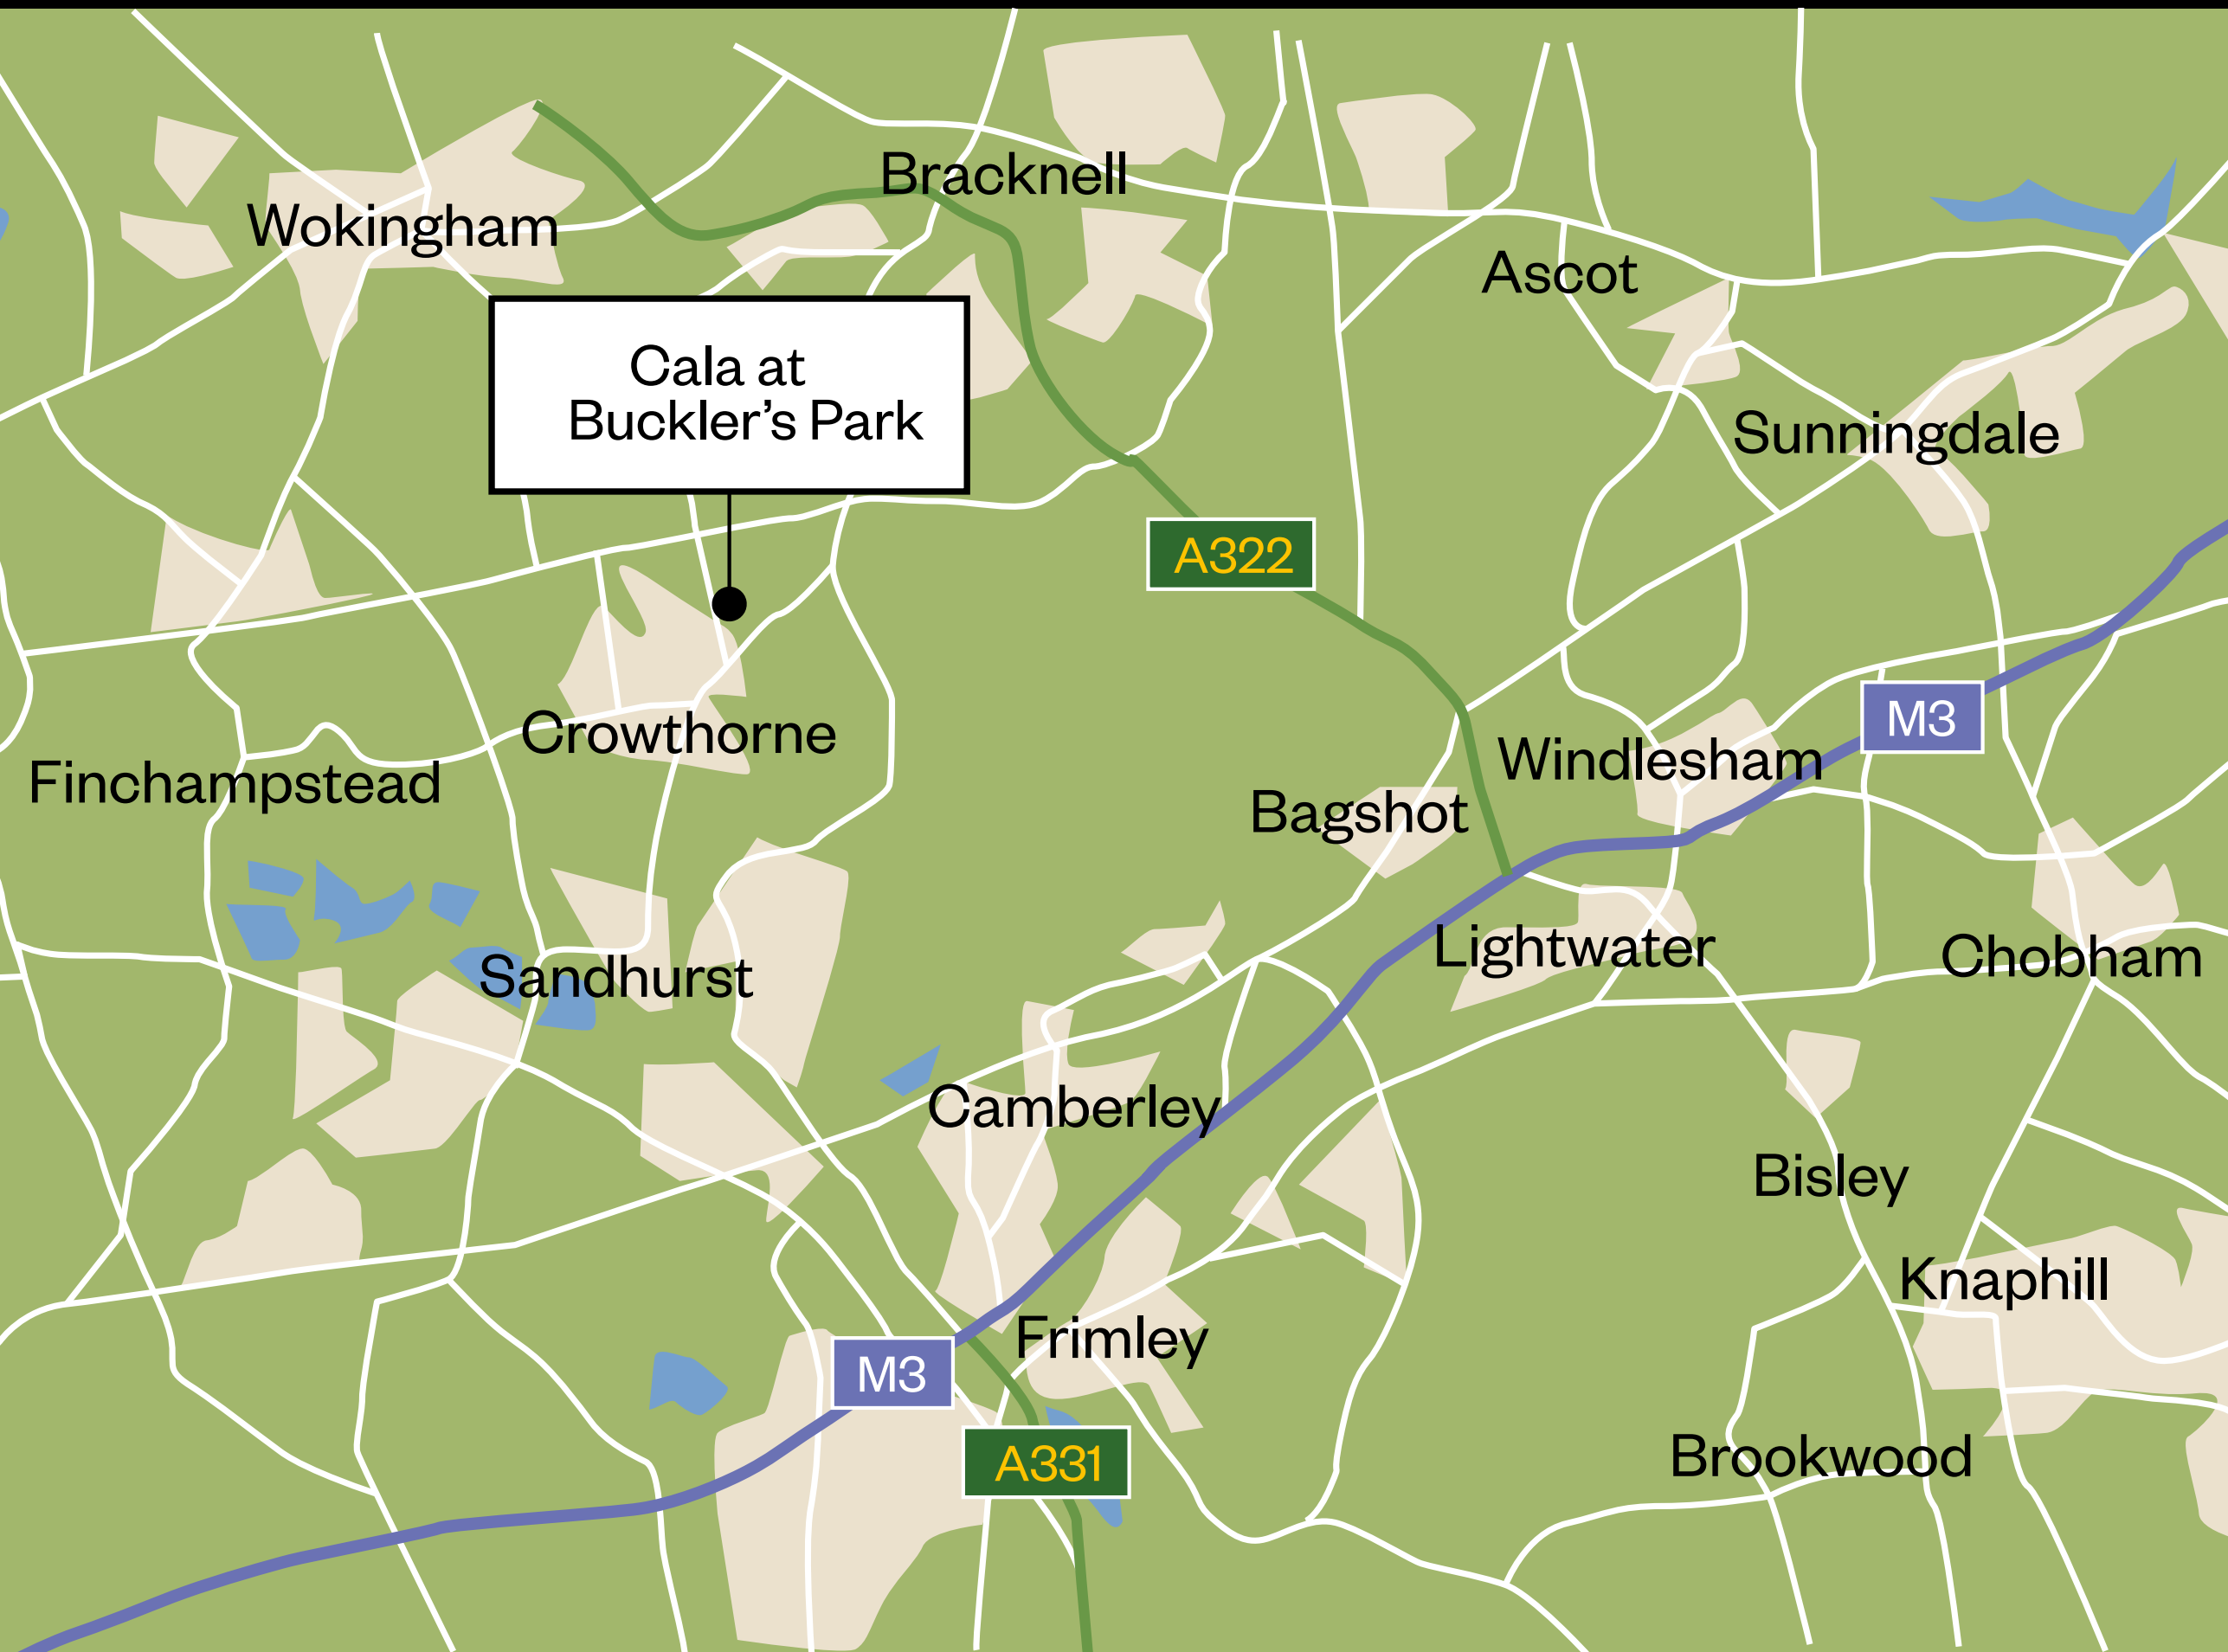 Bracknell
Wokingham
Ascot
Cala at
Buckler’s Park
Sunningdale
A322
M3
Crowthorne
Windlesham
Finchampstead
Bagshot
Lightwater
Chobham
Sandhurst
Camberley
Bisley
Knaphill
Frimley
M3
A331
Brookwood